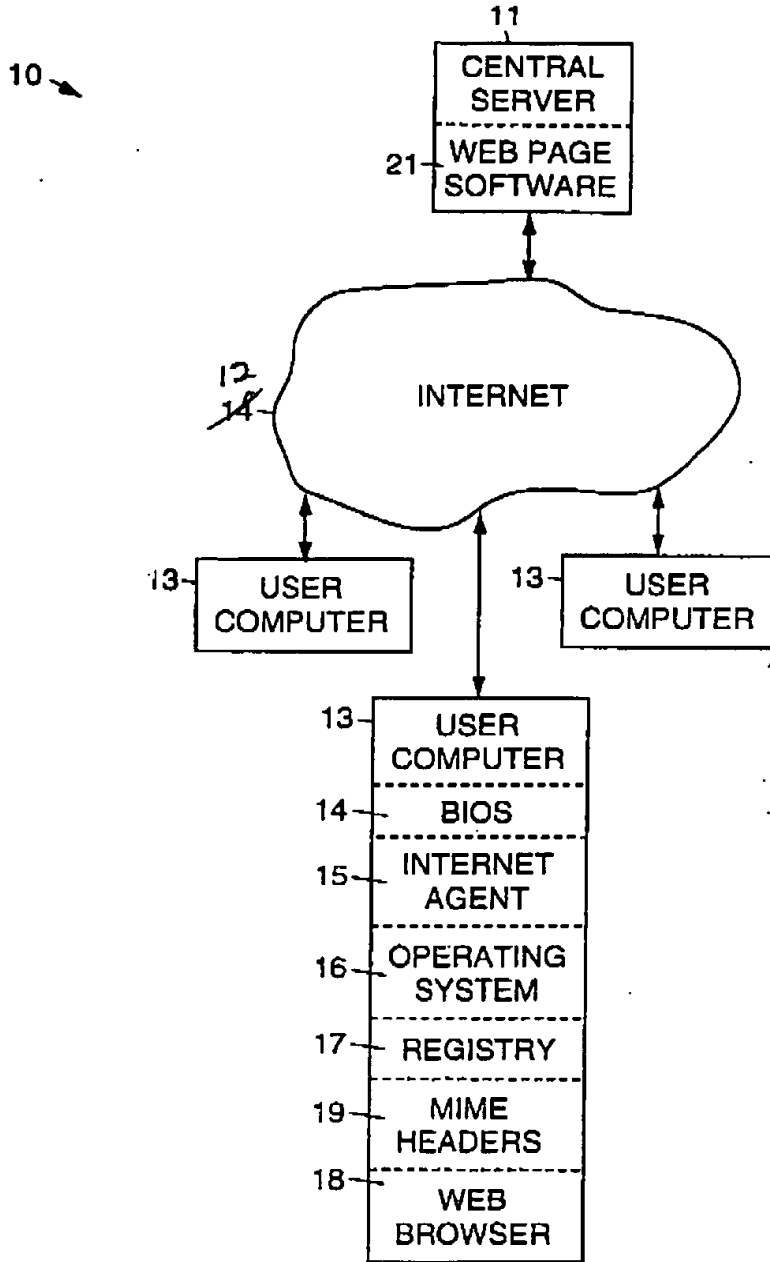 11
10
CENTRAL
SERVER
21 WEB PAGE
SOFTWARE
12
INTERNET
13 USER
COMPUTER
13 USER
COMPUTER
13 USER
COMPUTER
14 BIOS
15 INTERNET
AGENT
16 OPERATING
SYSTEM
17 REGISTRY
19 MIME
HEADERS
18 WEB
BROWSER